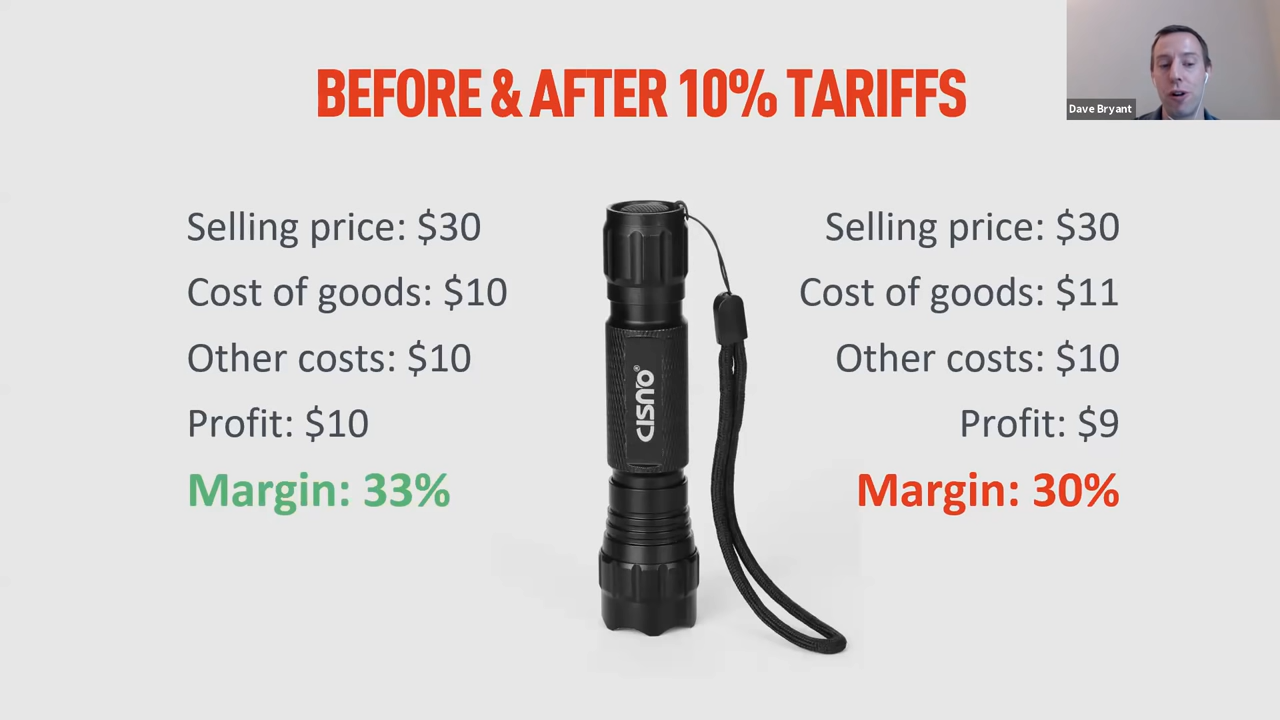 BEFORE & AFTER 10% TARIFFS
Dave Bryant
Selling price: $30
Cost of goods: $10
Other costs: $10
Profit: $10
Margin: 33%
CISNO®
Selling price: $30
Cost of goods: $11
Other costs: $10
Profit: $9
Margin: 30%